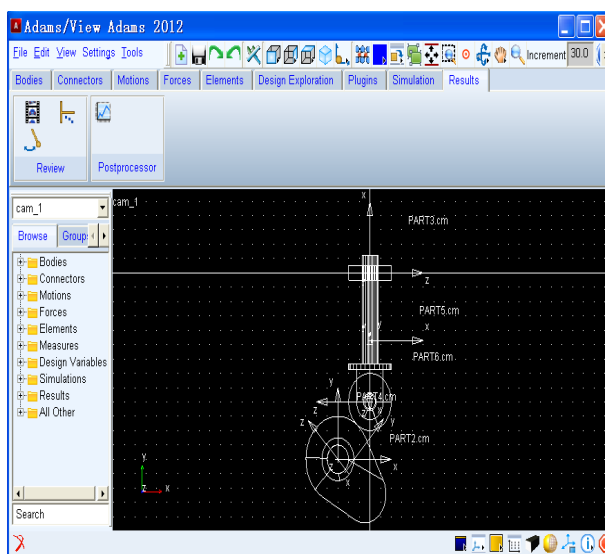 Adams/View Adams 2012
File Edit View Settings Tools Increment 30.0
Bodies Connectors Motions Forces Elements Design Exploration Plugins Simulation Results
Review Postprocessor
cam_1
cam_1
Browse Group
Bodies
Connectors
Motions
Forces
Elements
Measures
Design Variables
Simulations
Results
All Other
Search
x
PART3.cm
z
PART5.cm
y
x
PART6.cm
y
PART4.cm
z
x
z
y
z
PART2.cm
z
x
x
Y
Z
X